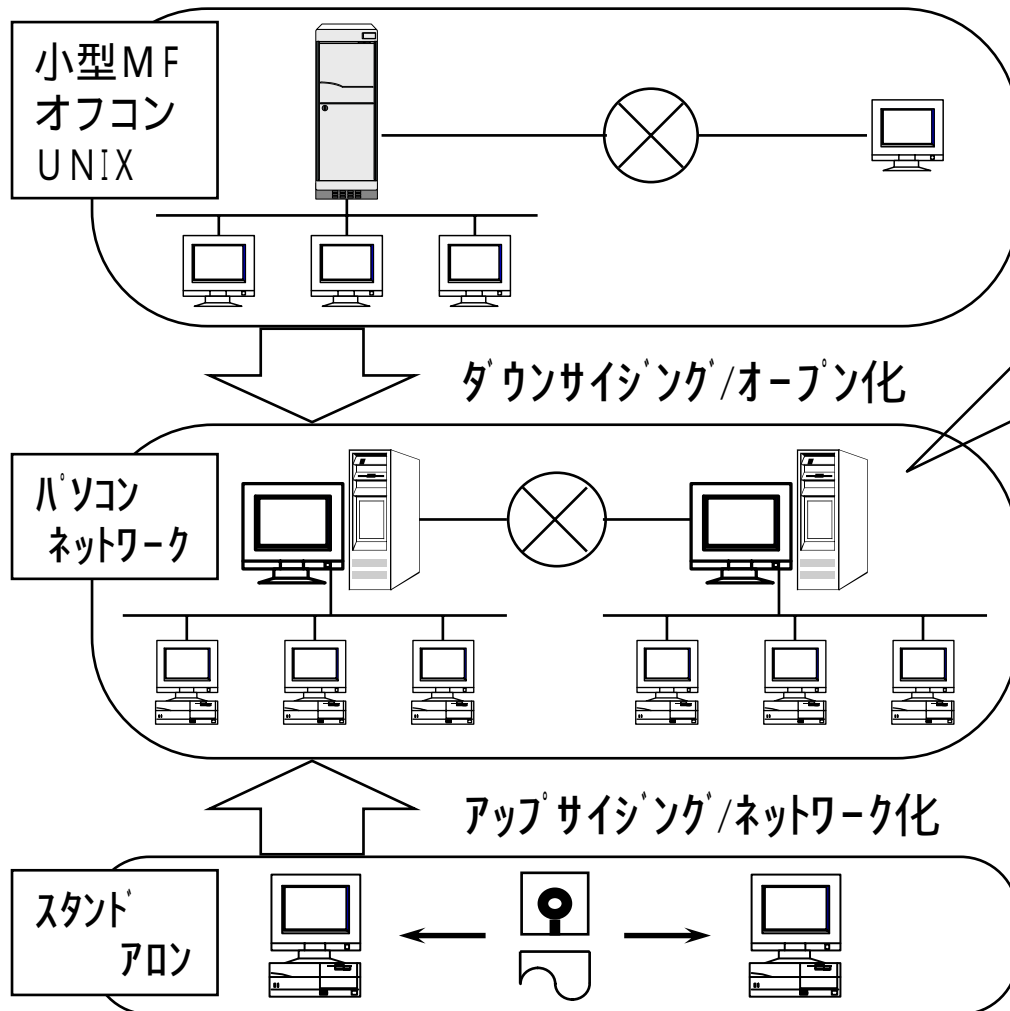 小型ＭＦ
オフコン
ＵＮＩＸ
ﾀﾞｳﾝｻｲｼﾞﾝｸﾞ/ｵｰﾌﾟﾝ化
ﾊﾟｿｺﾝ
ﾈｯﾄﾜｰｸ
ｱｯﾌﾟｻｲｼﾞﾝｸﾞ/ﾈｯﾄﾜｰｸ化
ｽﾀﾝﾄﾞ
ｱﾛﾝ